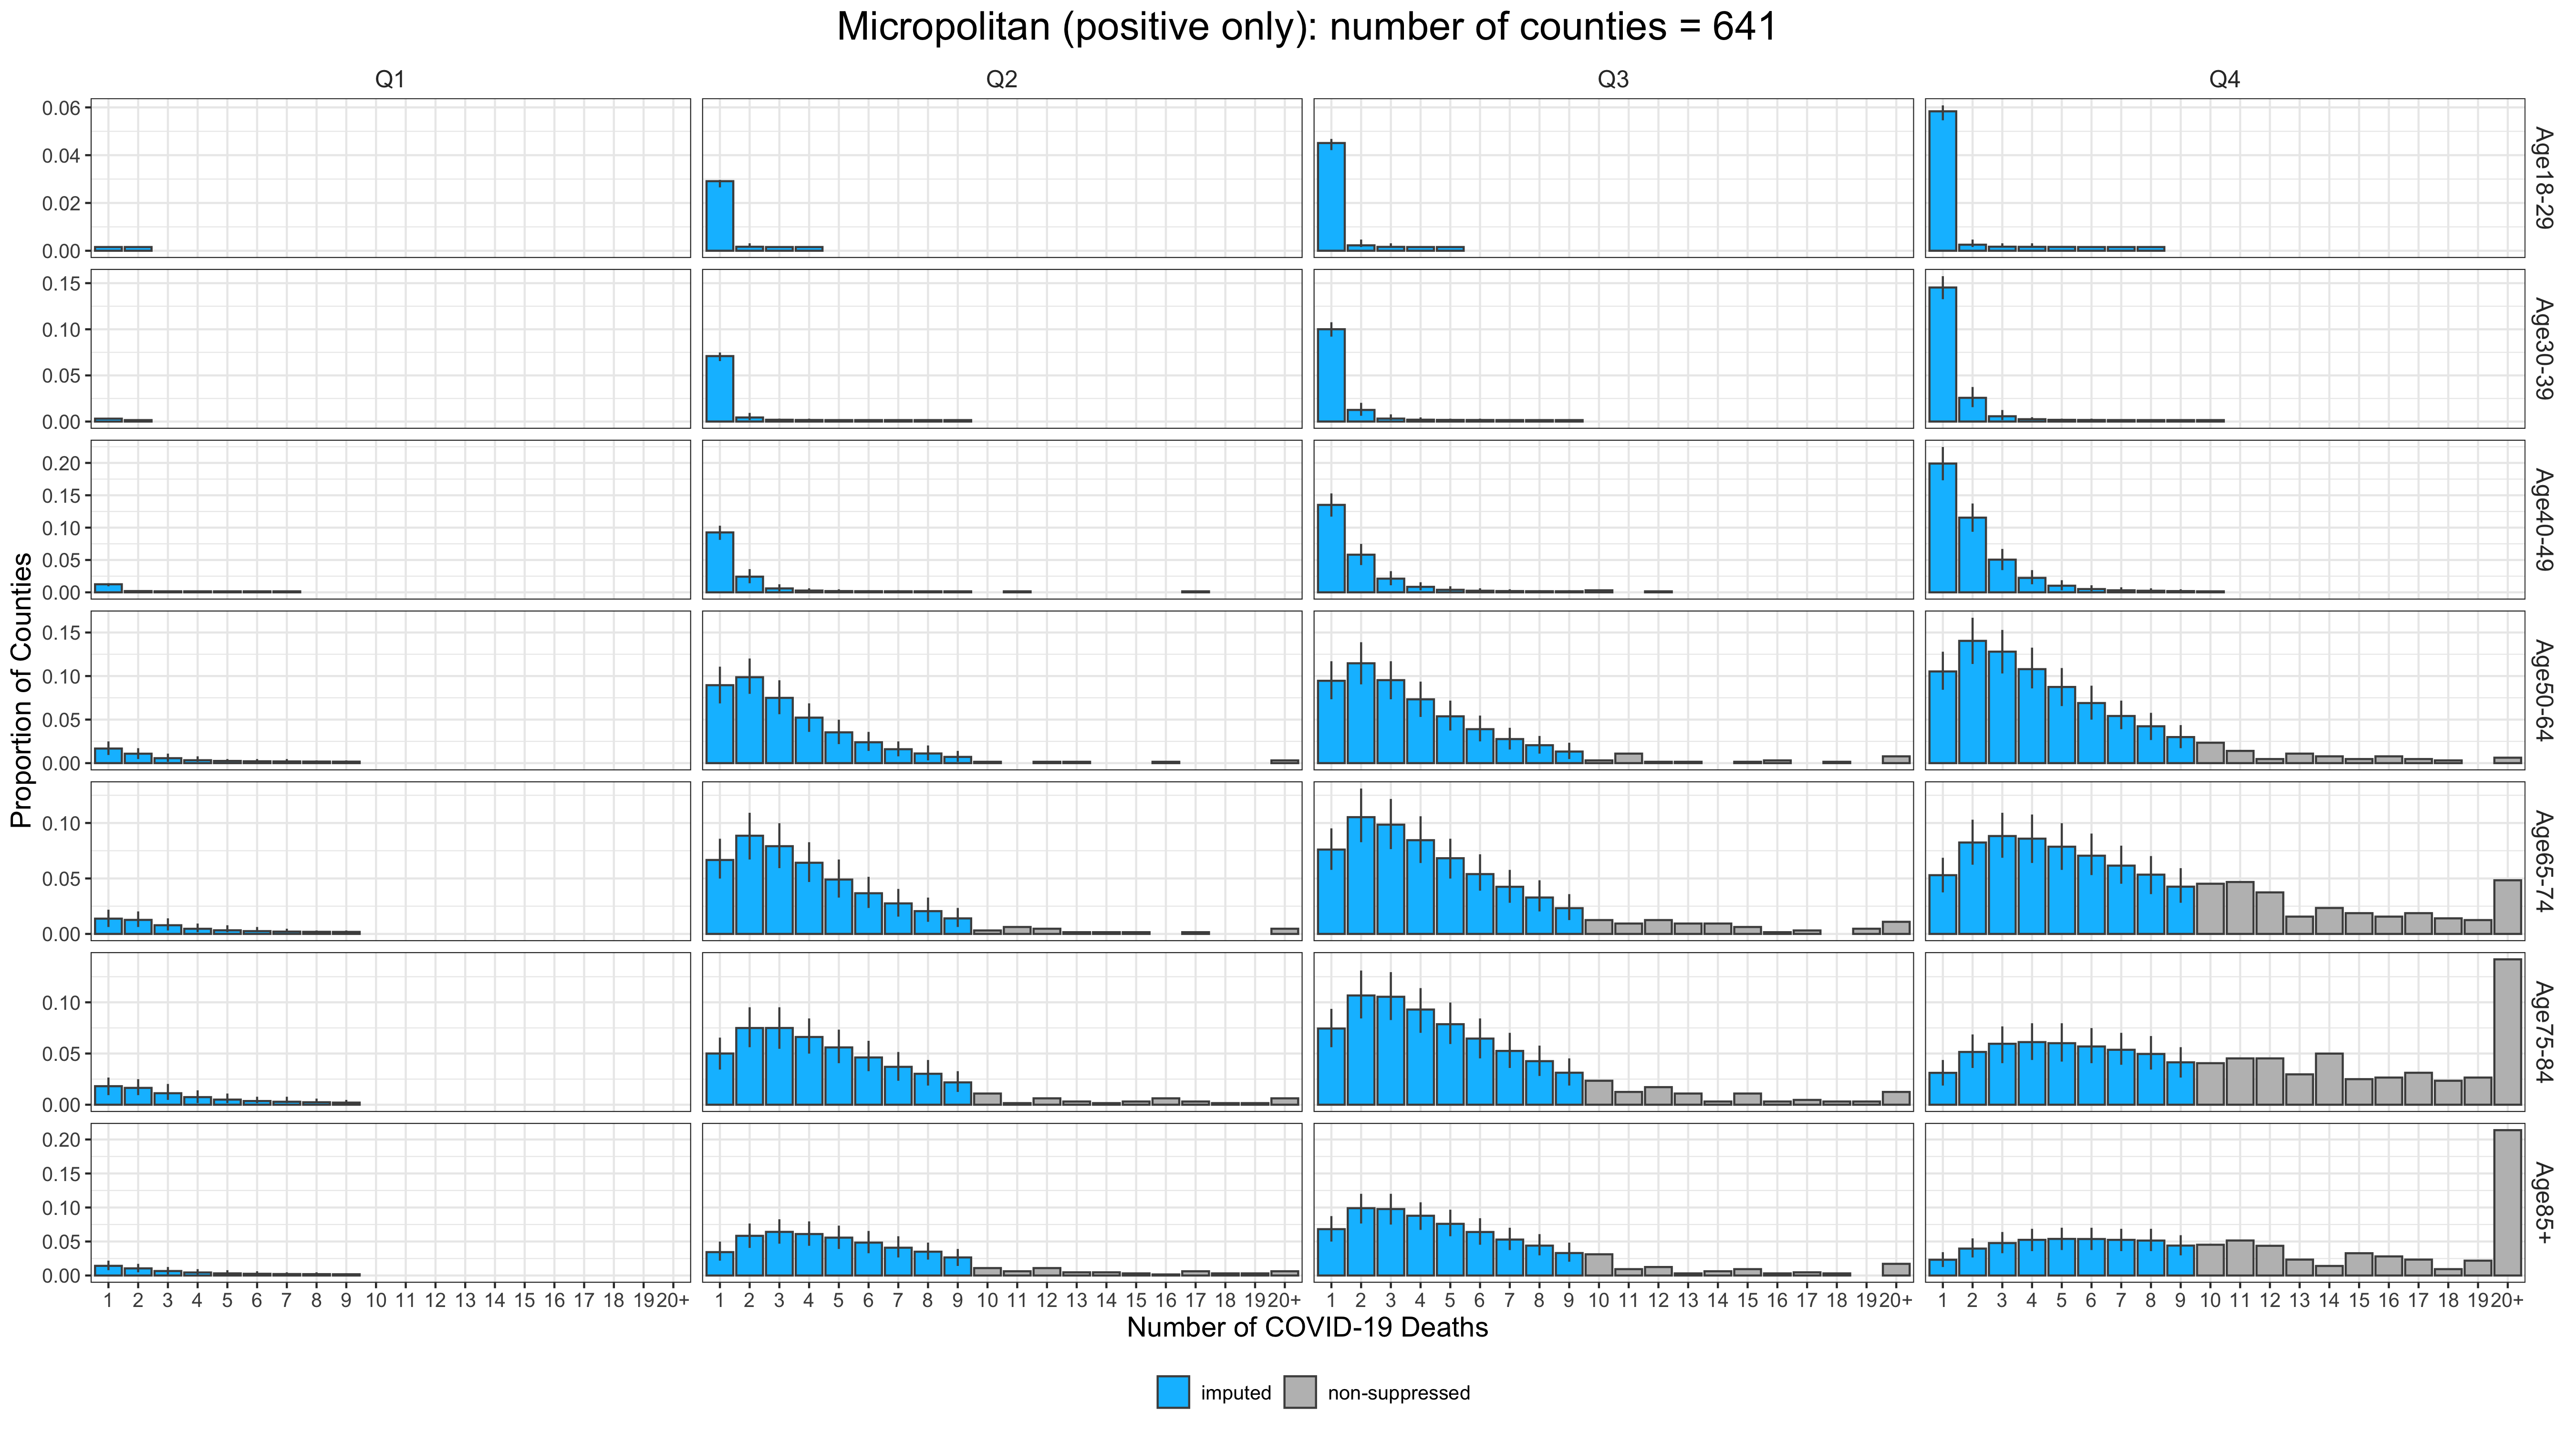 Micropolitan (positive only): number of counties = 641
Q1 Q2 Q3 Q4
0.06
0.04
0.02
0.00
Age18-29
0.15
0.10
0.05
0.00
Age30-39
0.20
0.15
0.10
0.05
0.00
Age40-49
0.15
0.10
0.05
0.00
Age50-64
0.10
0.05
0.00
Age65-74
0.10
0.05
0.00
Age75-84
0.20
0.15
0.10
0.05
0.00
Age85+
Proportion of Counties
1 2 3 4 5 6 7 8 9 10 11 12 13 14 15 16 17 18 19 20+ 1 2 3 4 5 6 7 8 9 10 11 12 13 14 15 16 17 18 19 20+ 1 2 3 4 5 6 7 8 9 10 11 12 13 14 15 16 17 18 19 20+ 1 2 3 4 5 6 7 8 9 10 11 12 13 14 15 16 17 18 19 20+
Number of COVID-19 Deaths
imputed non-suppressed